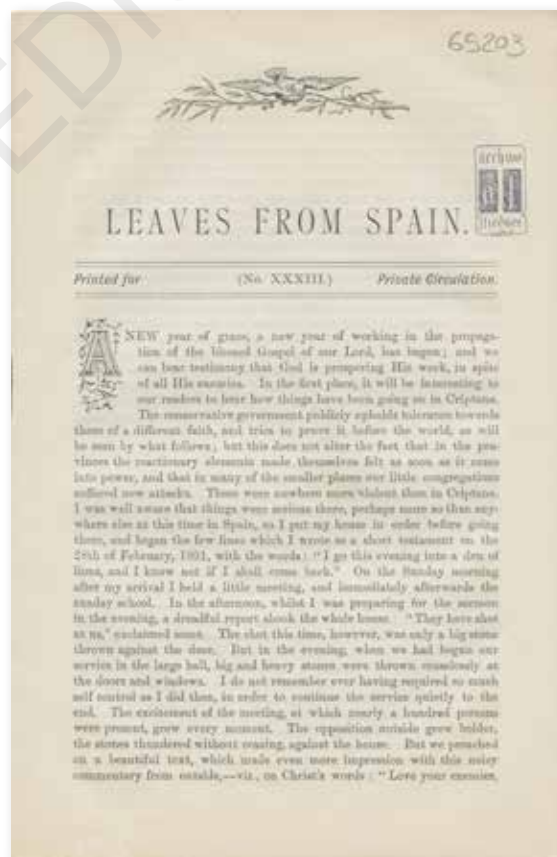 65203
LEAVES FROM SPAIN.
Printed for (No. XXXIII.) Private Circulation.
A NEW year of grace, a new year of working in the propaga-
tion of the blessed Gospel of our Lord, has begun; and we
can bear testimony that God is prospering His work, in spite
of all His enemies. In the first place, it will be interesting to
our readers to hear how things have been going on in Criptana.
The conservative government publicly upholds tolerance towards
those of a different faith, and tries to prove it before the world, as will
be seen by what follows; but this does not alter the fact that in the pro-
vinces the reactionary elements made themselves felt as soon as it came
into power, and that in many of the smaller places our little congregations
suffered new attacks. These were nowhere more violent than in Criptana.
I was well aware that things were serious there, perhaps more so than any-
where else at this time in Spain, so I put my house in order before going
there, and began the few lines which I wrote as a short testament on the
28th of February, 1891, with the words: "I go this evening into a den of
lions, and I know not if I shall come back." On the Sunday morning
after my arrival I held a little meeting, and immediately afterwards the
sunday school. In the afternoon, whilst I was preparing for the sermon
in the evening, a dreadful report shook the whole house. "They have shot
at us," exclaimed some. The shot this time, however, was only a big stone
thrown against the door. But in the evening, when we had begun our
service in the large hall, big and heavy stones were thrown ceaselessly at
the doors and windows. I do not remember ever having required so much
self control as I did then, in order to continue the service quietly to the
end. The excitement of the meeting, at which nearly a hundred persons
were present, grew every moment. The opposition outside grew bolder,
the stones thundered without ceasing, against the house. But we preached
on a beautiful text, which made even more impression with this noisy
commentary from outside,—viz., on Christ's words: "Love your enemies,